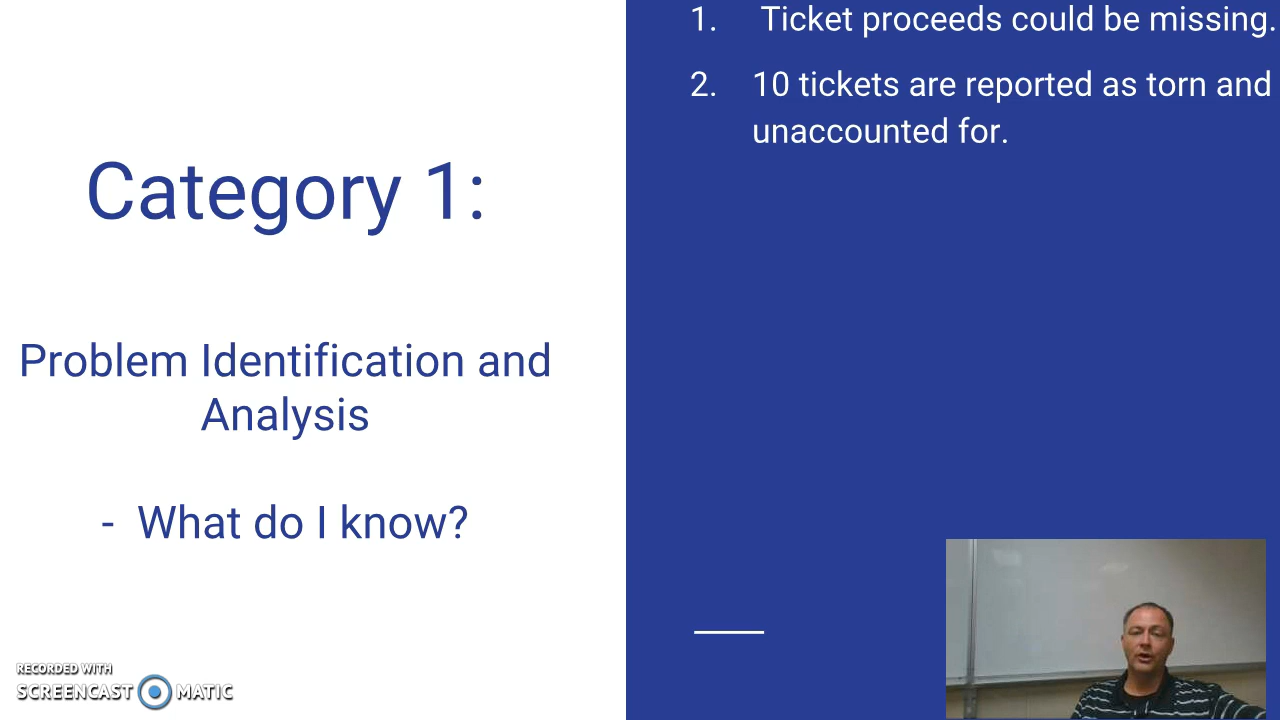 Category 1:
Problem Identification and
Analysis
- What do I know?
1. Ticket proceeds could be missing.
2. 10 tickets are reported as torn and
unaccounted for.
RECORDED WITH
SCREENCAST MATIC